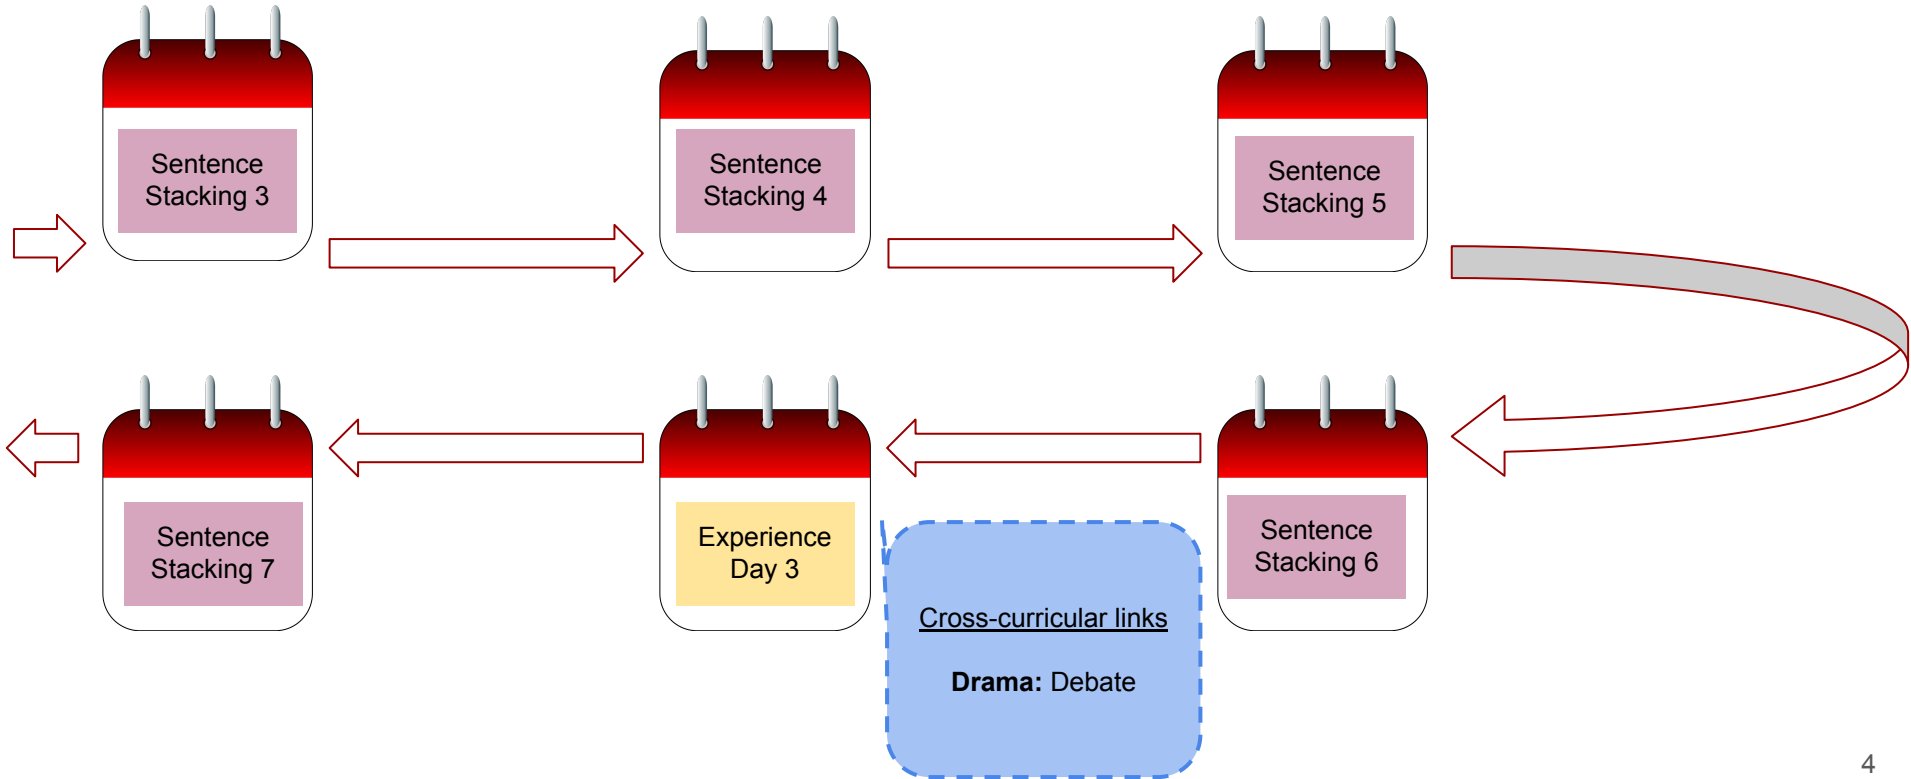 Sentence
Stacking 3
Sentence
Stacking 4
Sentence
Stacking 5
Sentence
Stacking 7
Experience
Day 3
Cross-curricular links
Drama: Debate
Sentence
Stacking 6
4